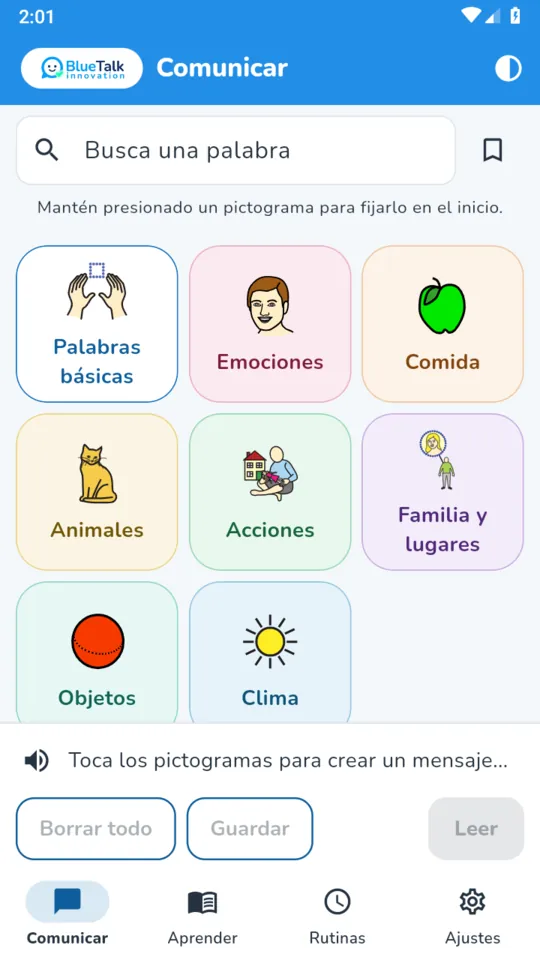 2:01
BlueTalk
innovation
Comunicar
Busca una palabra
Mantén presionado un pictograma para fijarlo en el inicio.
Palabras
básicas
Emociones
Comida
Animales
Acciones
Familia y
lugares
Objetos
Clima
Toca los pictogramas para crear un mensaje...
Borrar todo
Guardar
Leer
Comunicar
Aprender
Rutinas
Ajustes